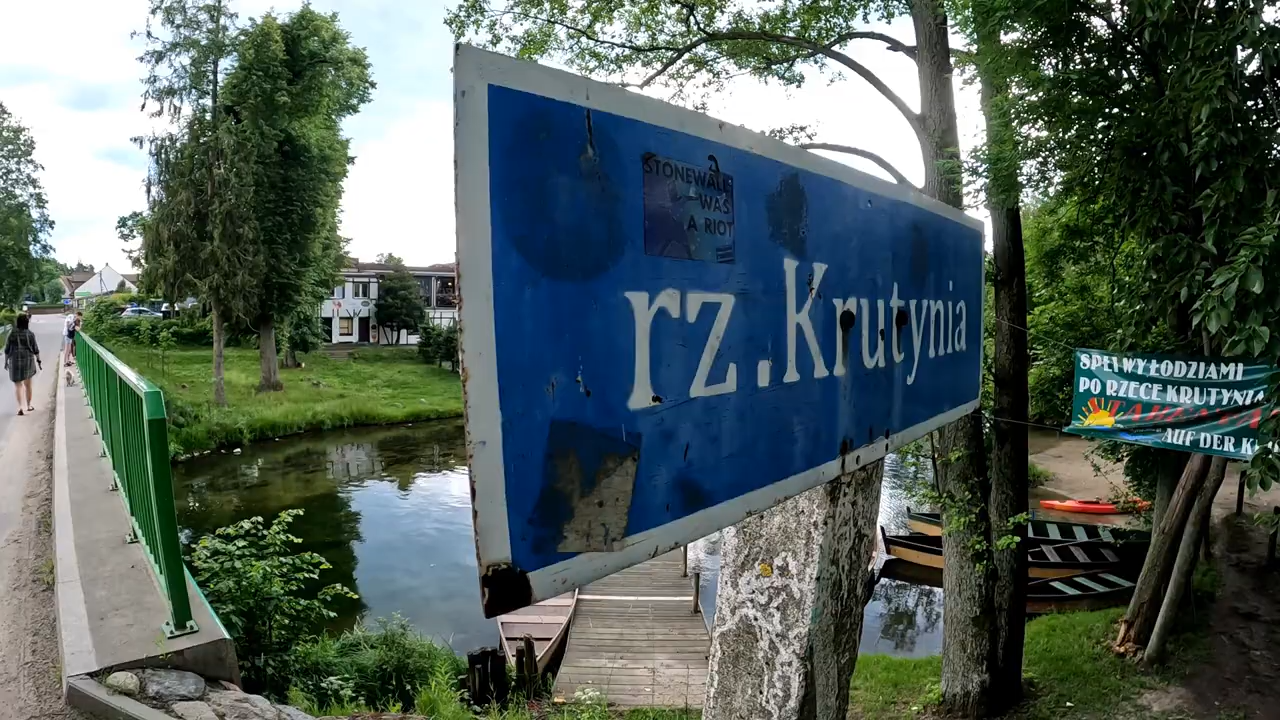 STONEWALL
WAS
A RIOT
rz. Krutynia
SPŁYWY ŁODZIAMI
PO RZECE KRUTYNIA
AUF DER